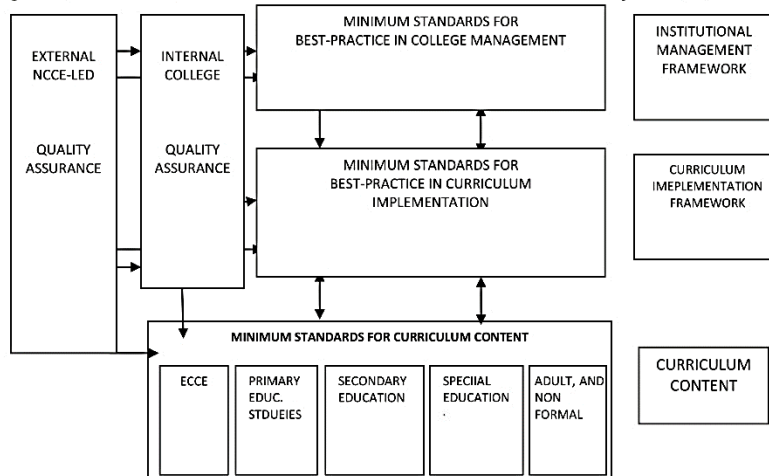 EXTERNAL
NCCE-LED
QUALITY
ASSURANCE
INTERNAL
COLLEGE
QUALITY
ASSURANCE
MINIMUM STANDARDS FOR
BEST-PRACTICE IN COLLEGE MANAGEMENT
INSTITUTIONAL
MANAGEMENT
FRAMEWORK
MINIMUM STANDARDS FOR
BEST-PRACTICE IN CURRICULUM
IMPLEMENTATION
CURRICULUM
IMEPLEMENTATION
FRAMEWORK
MINIMUM STANDARDS FOR CURRICULUM CONTENT
ECCE
PRIMARY
EDUC.
STDUEIES
SECONDARY
EDUCATION
SPECIIAL
EDUCATION
.
ADULT, AND
NON
FORMAL
CURRICULUM
CONTENT